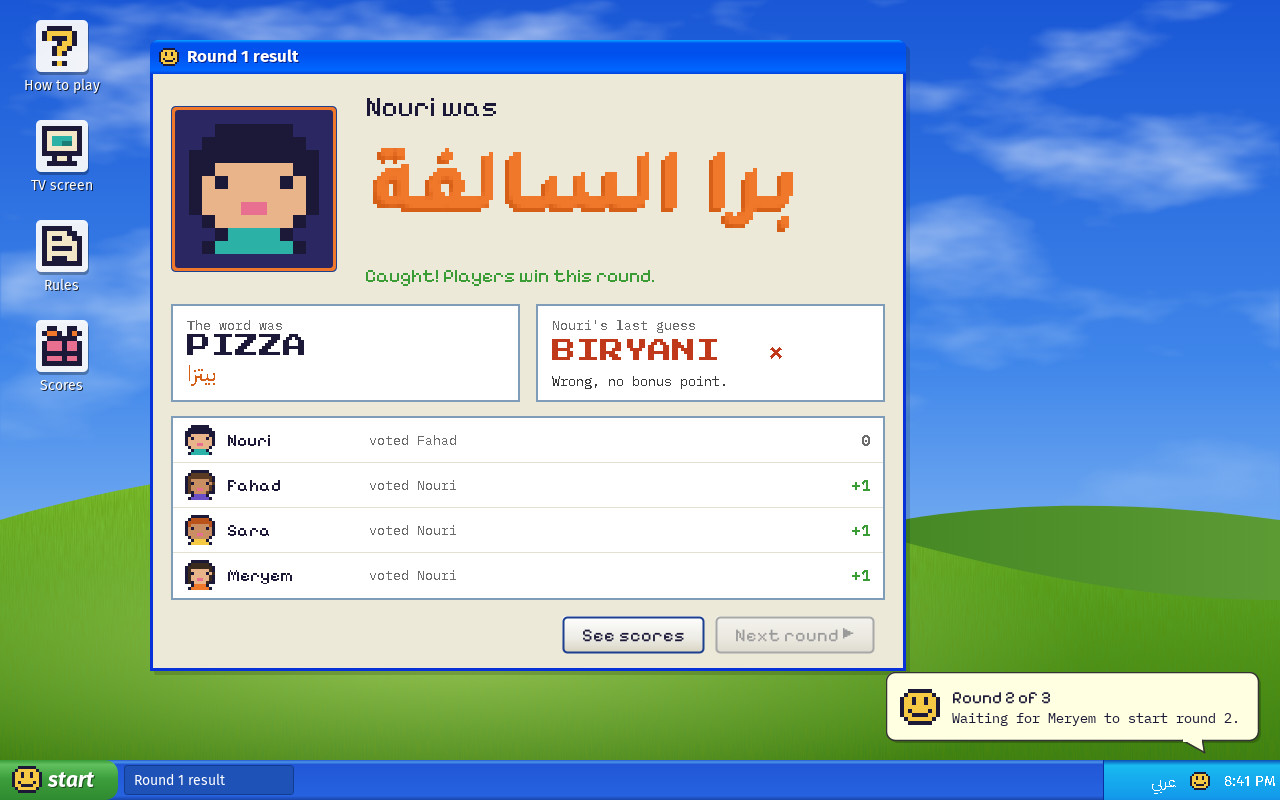 How to play
TV screen
Rules
Scores
Round 1 result
Nouri was
برا السالفة
Caught! Players win this round.
The word was
PIZZA
بيتزا
Nouri's last guess
BIRYANI ×
Wrong, no bonus point.
Nouri voted Fahad 0
Fahad voted Nouri +1
Sara voted Nouri +1
Meryem voted Nouri +1
See scores
Next round ▶
Round 2 of 3
Waiting for Meryem to start round 2.
start
Round 1 result
عربي
8:41 PM